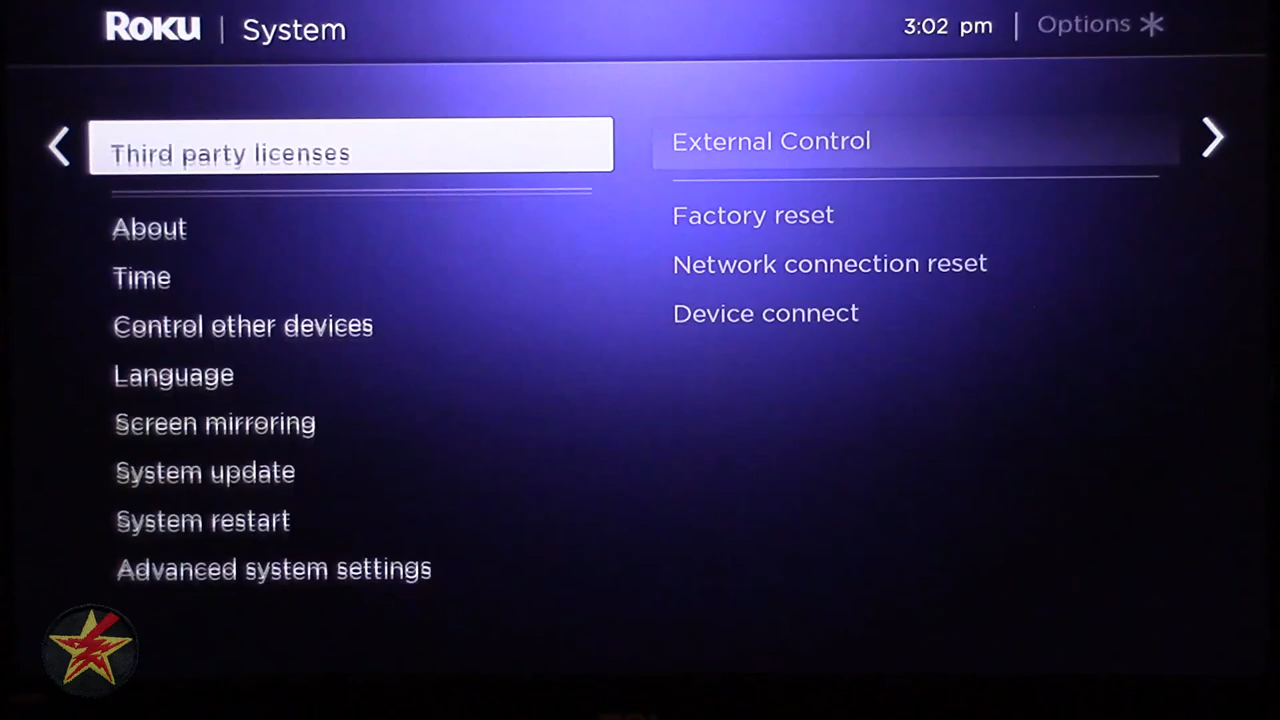 Roku | System
3:02 pm | Options *
Third party licenses
About
Time
Control other devices
Language
Screen mirroring
System update
System restart
Advanced system settings
External Control
Factory reset
Network connection reset
Device connect